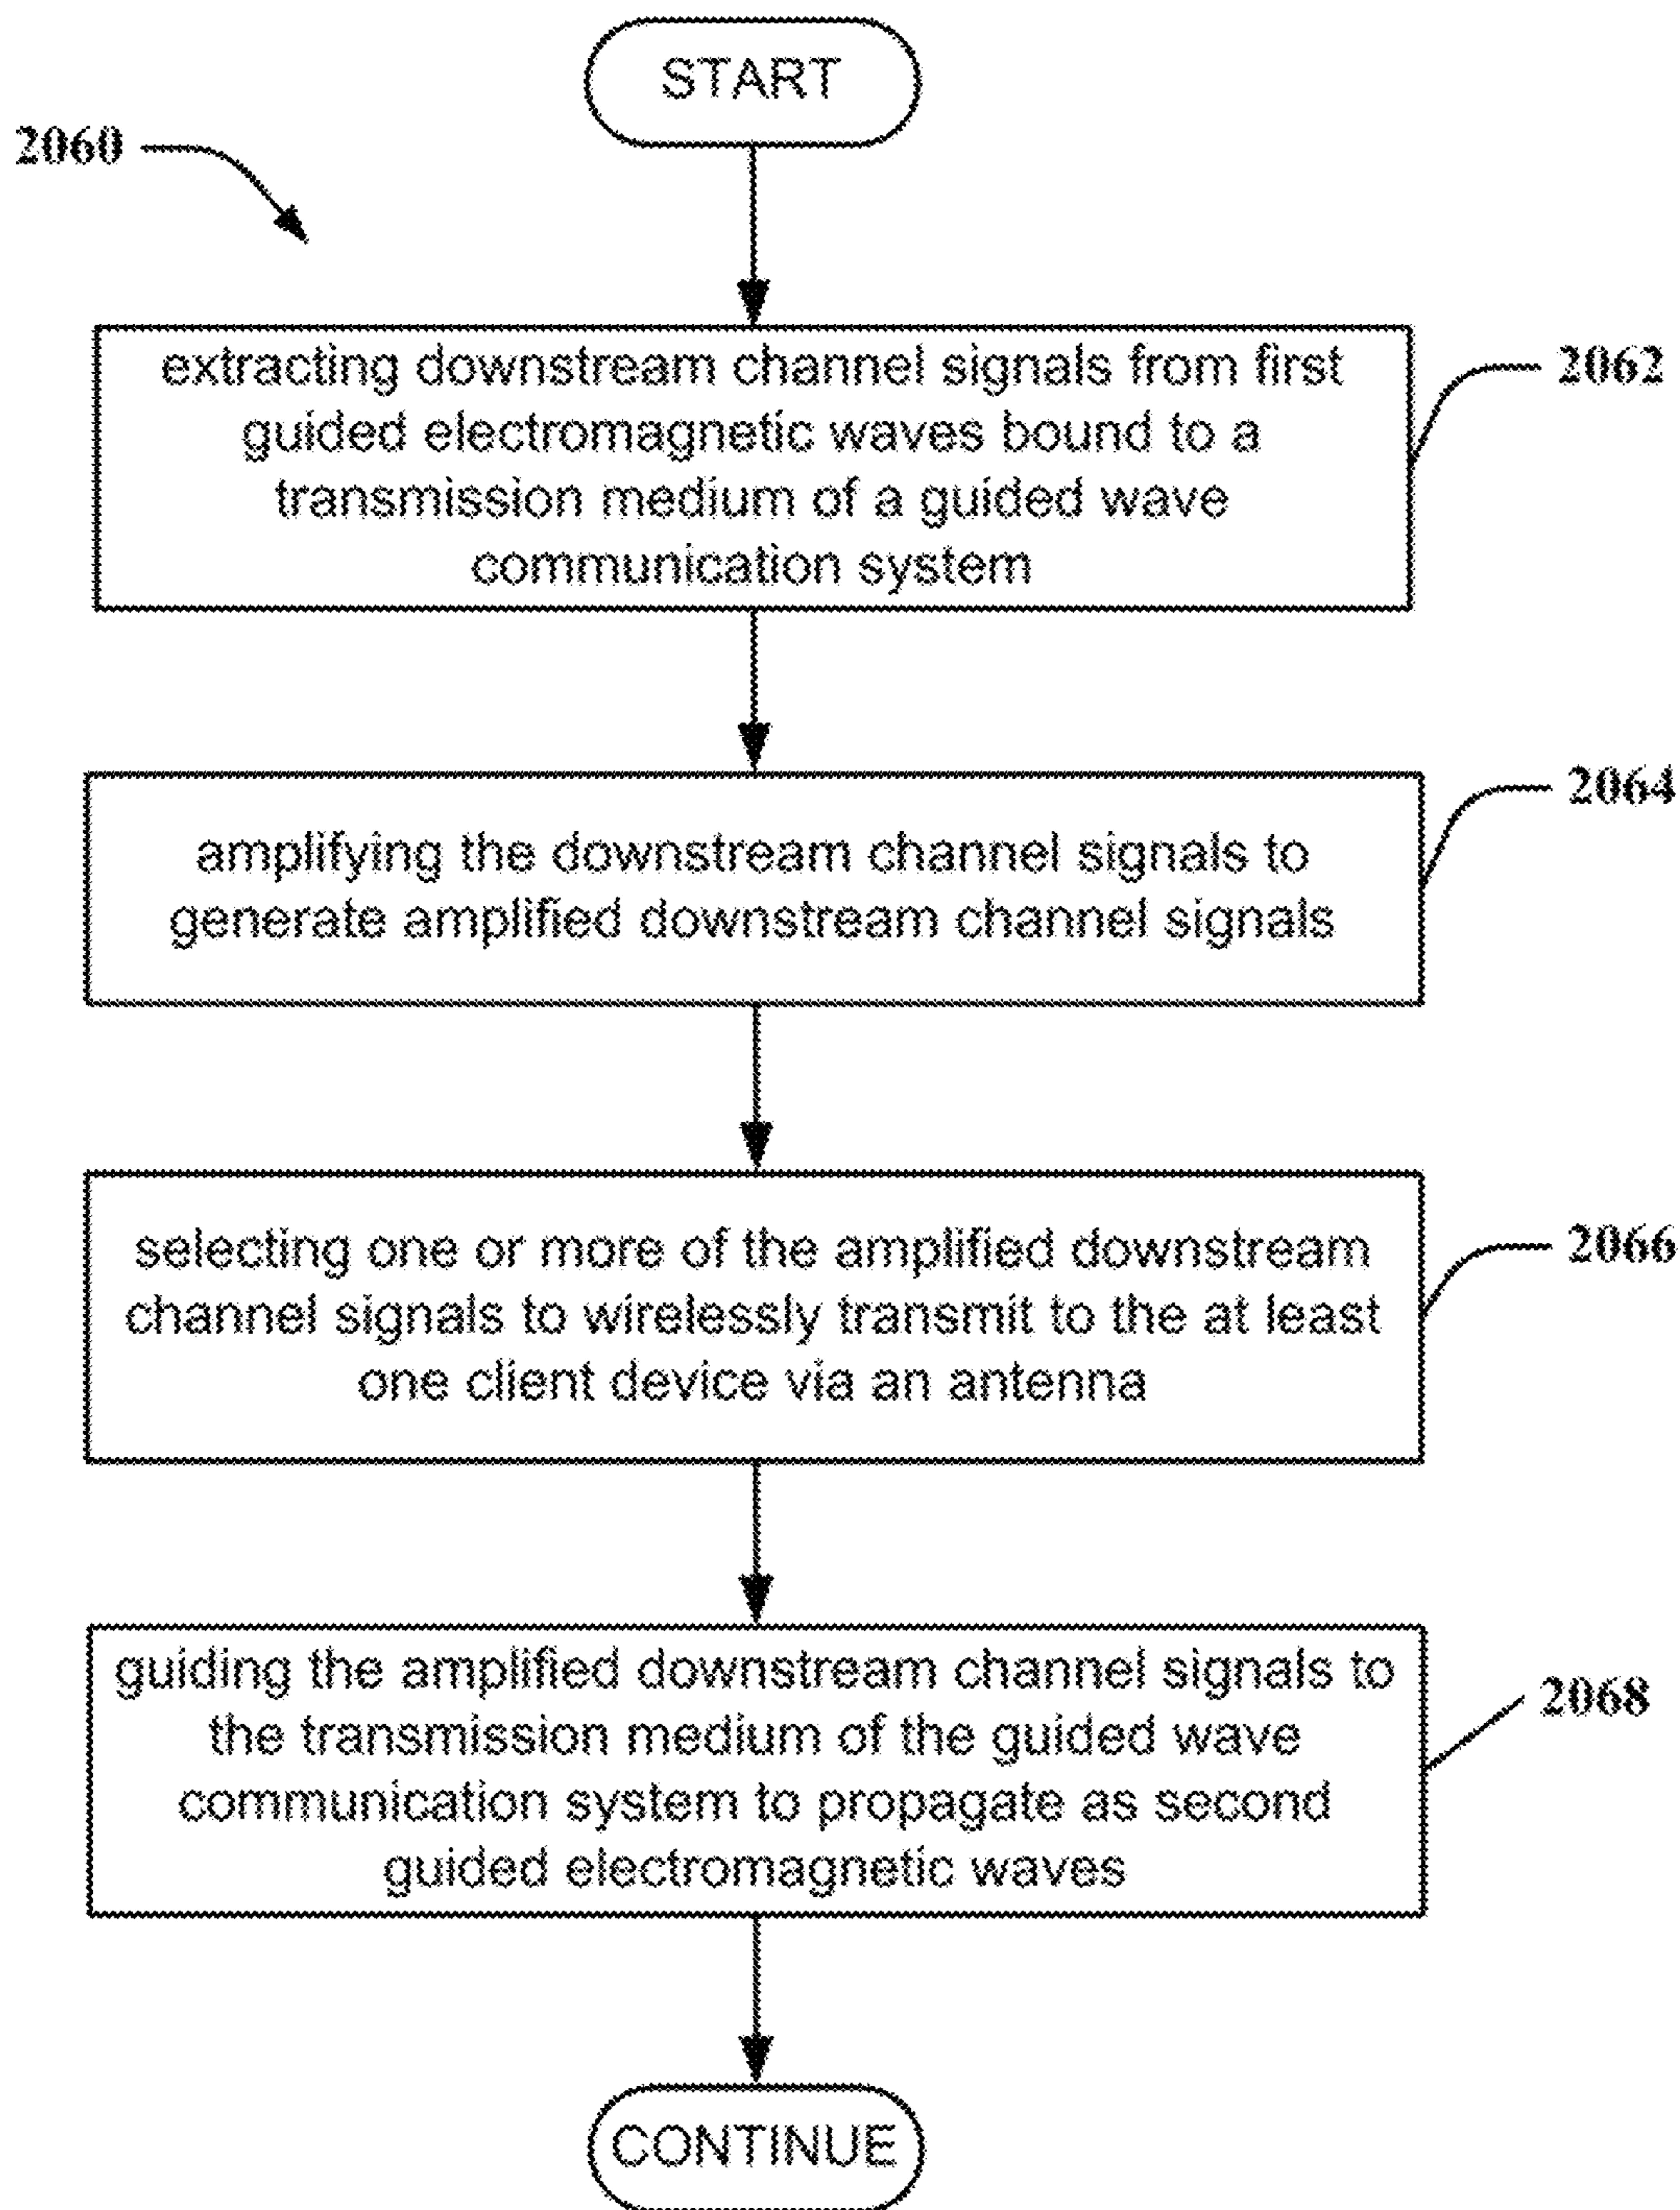 START
2060
extracting downstream channel signals from first
guided electromagnetic waves bound to a
transmission medium of a guided wave
communication system
2062
amplifying the downstream channel signals to
generate amplified downstream channel signals
2064
selecting one or more of the amplified downstream
channel signals to wirelessly transmit to the at least
one client device via an antenna
2066
guiding the amplified downstream channel signals to
the transmission medium of the guided wave
communication system to propagate as second
guided electromagnetic waves
2068
CONTINUE